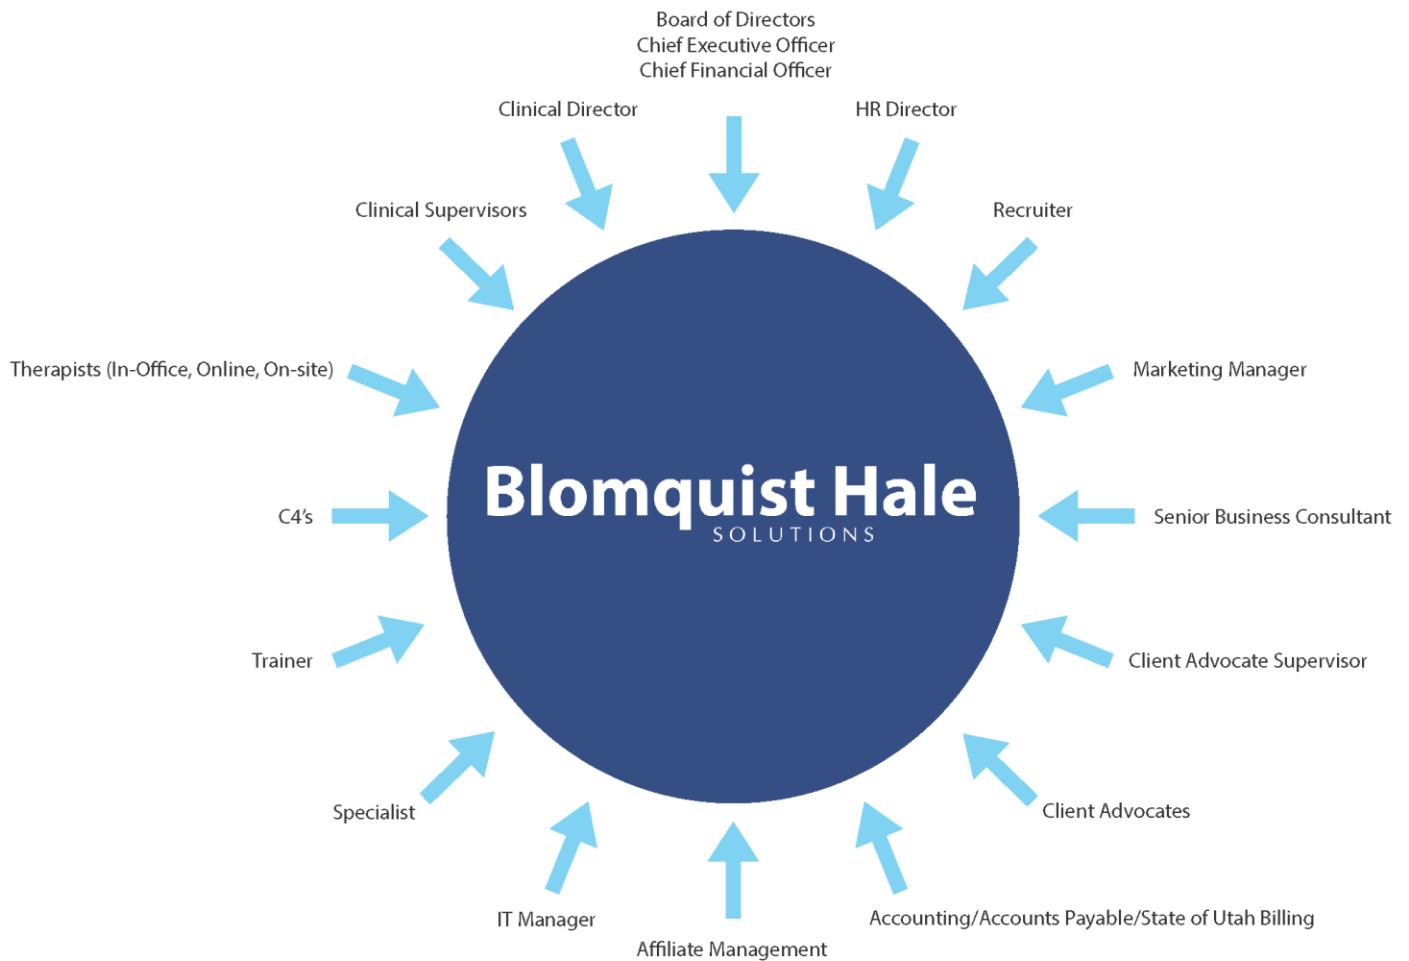 Board of Directors
Chief Executive Officer
Chief Financial Officer
Clinical Director
HR Director
Clinical Supervisors
Recruiter
Therapists (In-Office, Online, On-site)
Marketing Manager
Blomquist Hale
SOLUTIONS
C4's
Senior Business Consultant
Trainer
Client Advocate Supervisor
Specialist
Client Advocates
IT Manager
Accounting/Accounts Payable/State of Utah Billing
Affiliate Management